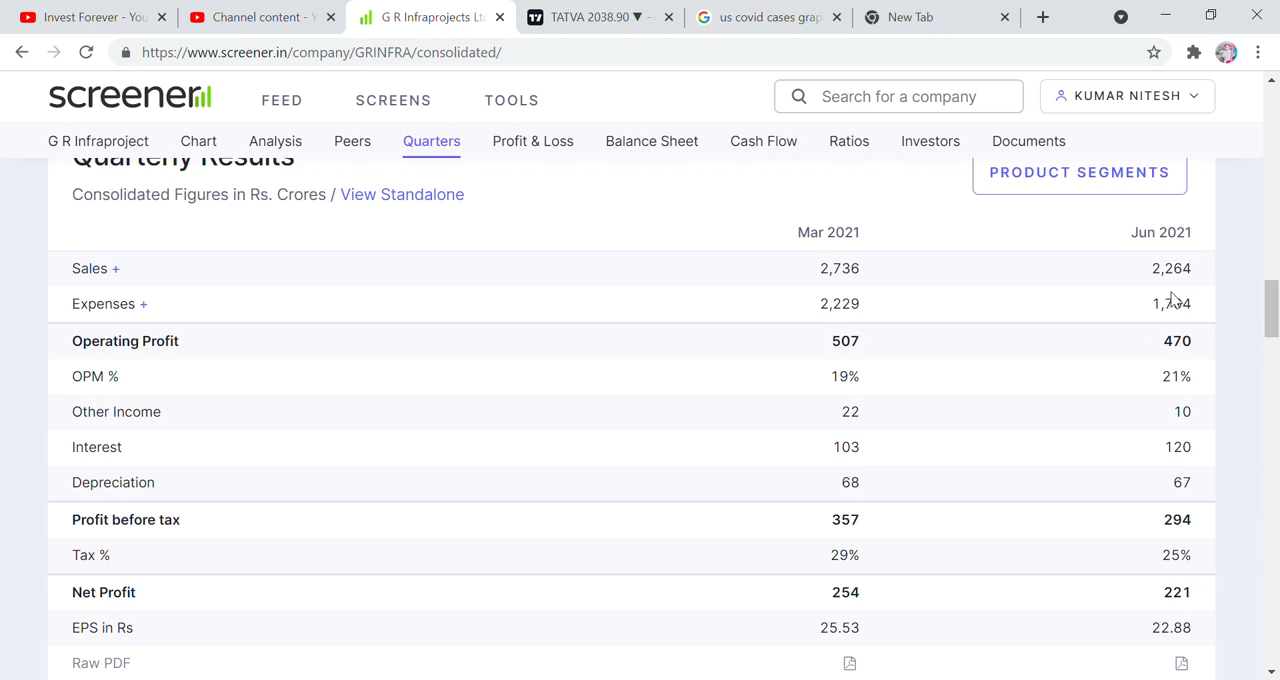 Invest Forever - You
Channel content - Y
G R Infraprojects Ltd
TATVA 2038.90 ▼ -
us covid cases grap
New Tab
https://www.screener.in/company/GRINFRA/consolidated/
screener
FEED SCREENS TOOLS
Search for a company
KUMAR NITESH
G R Infraproject Chart Analysis Peers Quarters Profit & Loss Balance Sheet Cash Flow Ratios Investors Documents
Quarterly Results
PRODUCT SEGMENTS
Consolidated Figures in Rs. Crores / View Standalone
Mar 2021 Jun 2021
Sales + 2,736 2,264
Expenses + 2,229
Operating Profit 507 470
OPM % 19% 21%
Other Income 22 10
Interest 103 120
Depreciation 68 67
Profit before tax 357 294
Tax % 29% 25%
Net Profit 254 221
EPS in Rs 25.53 22.88
Raw PDF